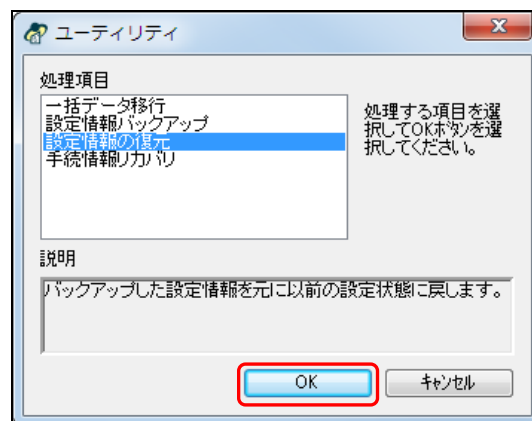 ユーティリティ
処理項目
一括データ移行
設定情報バックアップ
設定情報の復元
手続情報リカバリ
処理する項目を選
択してOKボタンを選
択してください。
説明
バックアップした設定情報を元に以前の設定状態に戻します。
OK
キャンセル